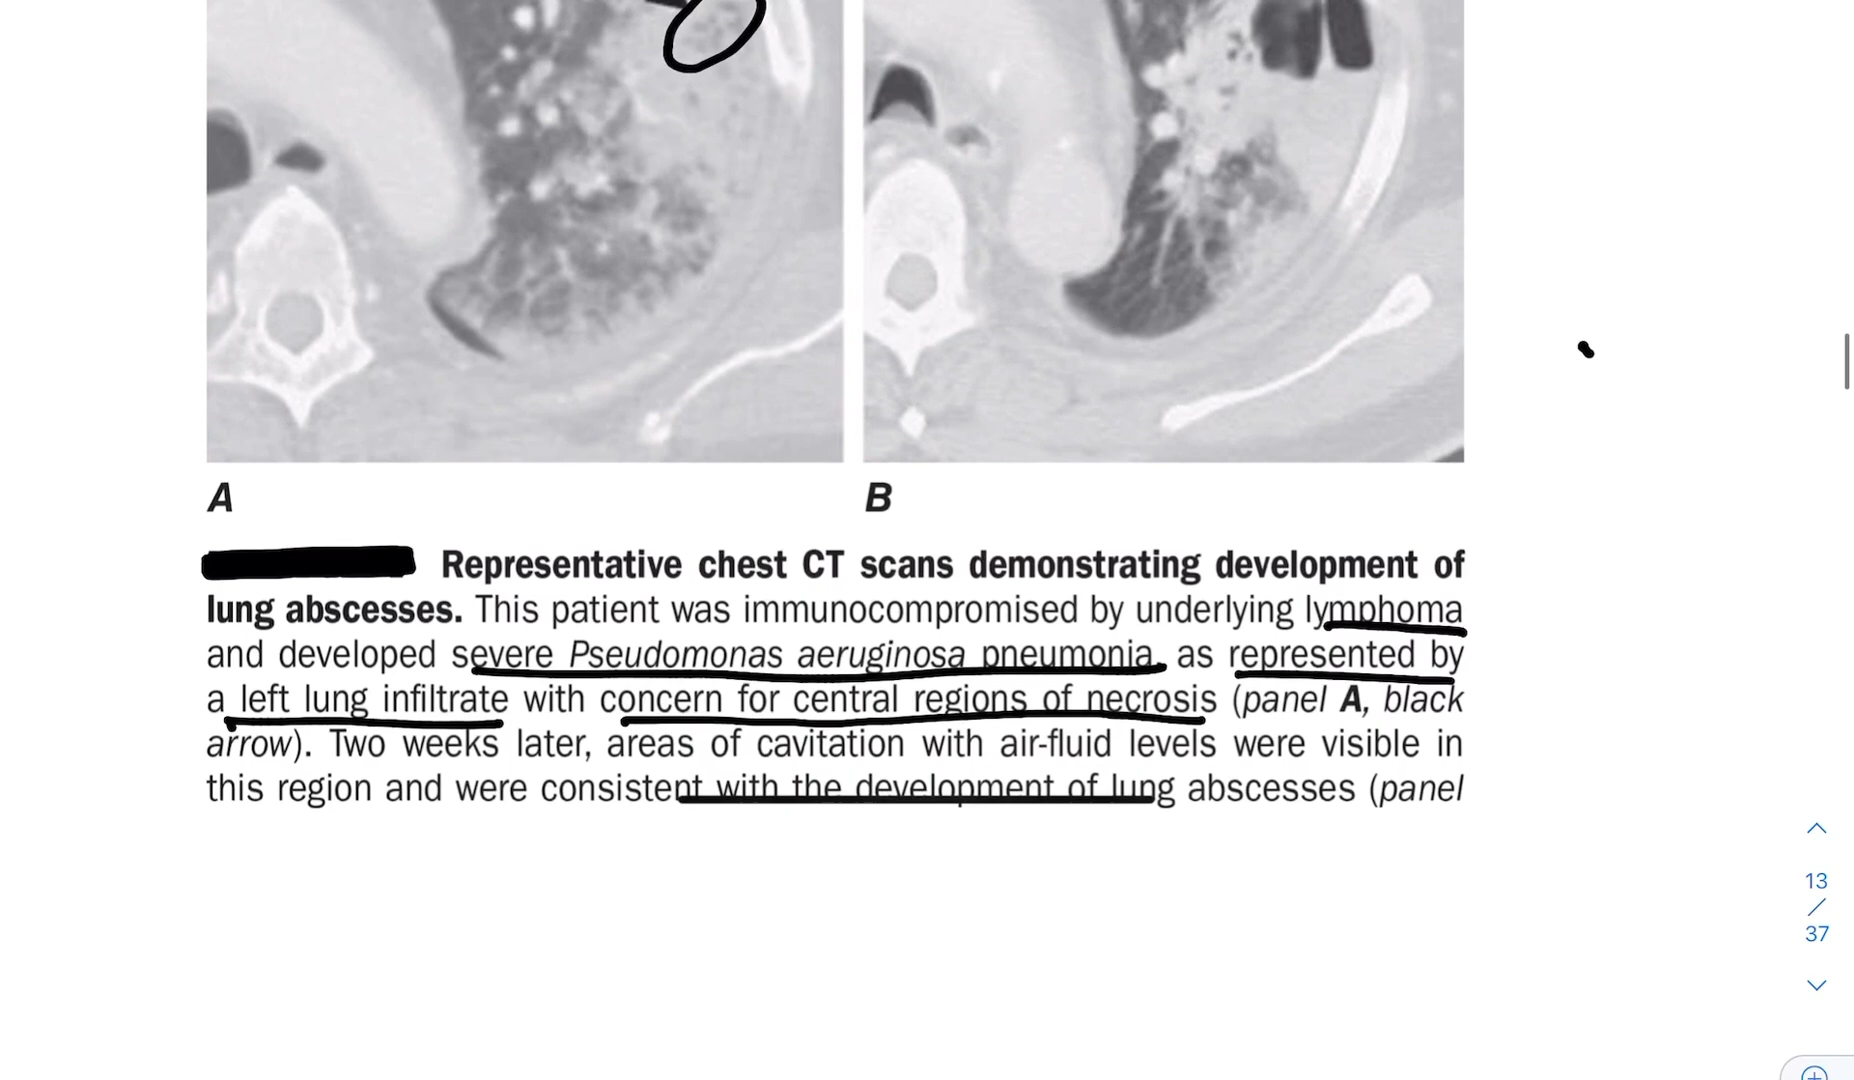 A
B
Representative chest CT scans demonstrating development of
lung abscesses. This patient was immunocompromised by underlying lymphoma
and developed severe Pseudomonas aeruginosa pneumonia, as represented by
a left lung infiltrate with concern for central regions of necrosis (panel A, black
arrow). Two weeks later, areas of cavitation with air-fluid levels were visible in
this region and were consistent with the development of lung abscesses (panel
13
/
37